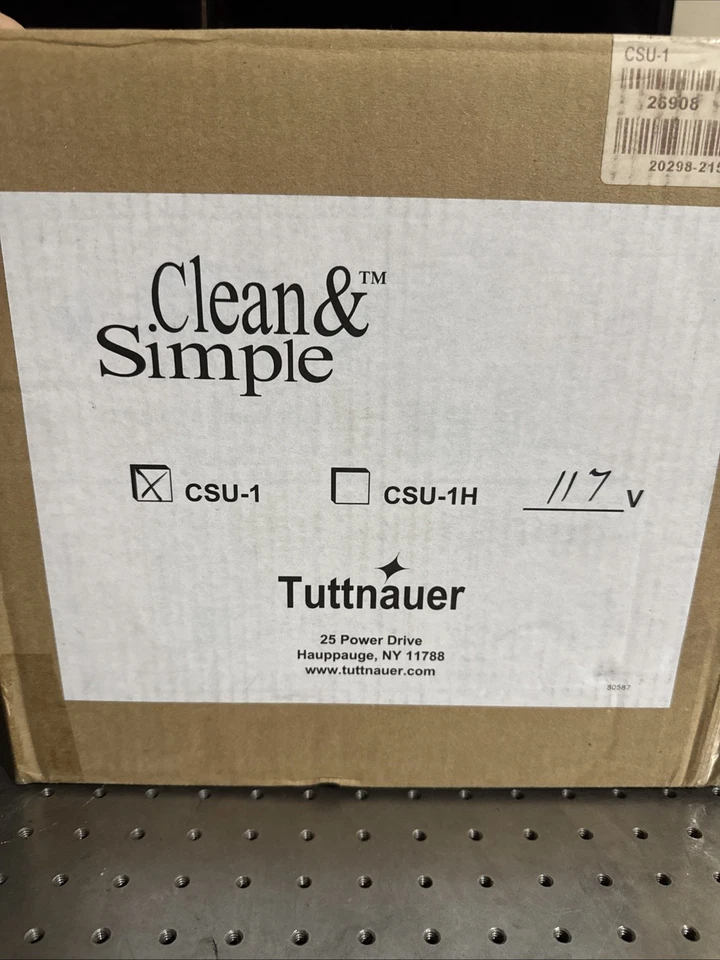 CSU-1
26908
20298-215
Clean&™
Simple
CSU-1 CSU-1H 117 V
Tuttnauer
25 Power Drive
Hauppauge, NY 11788
www.tuttnauer.com